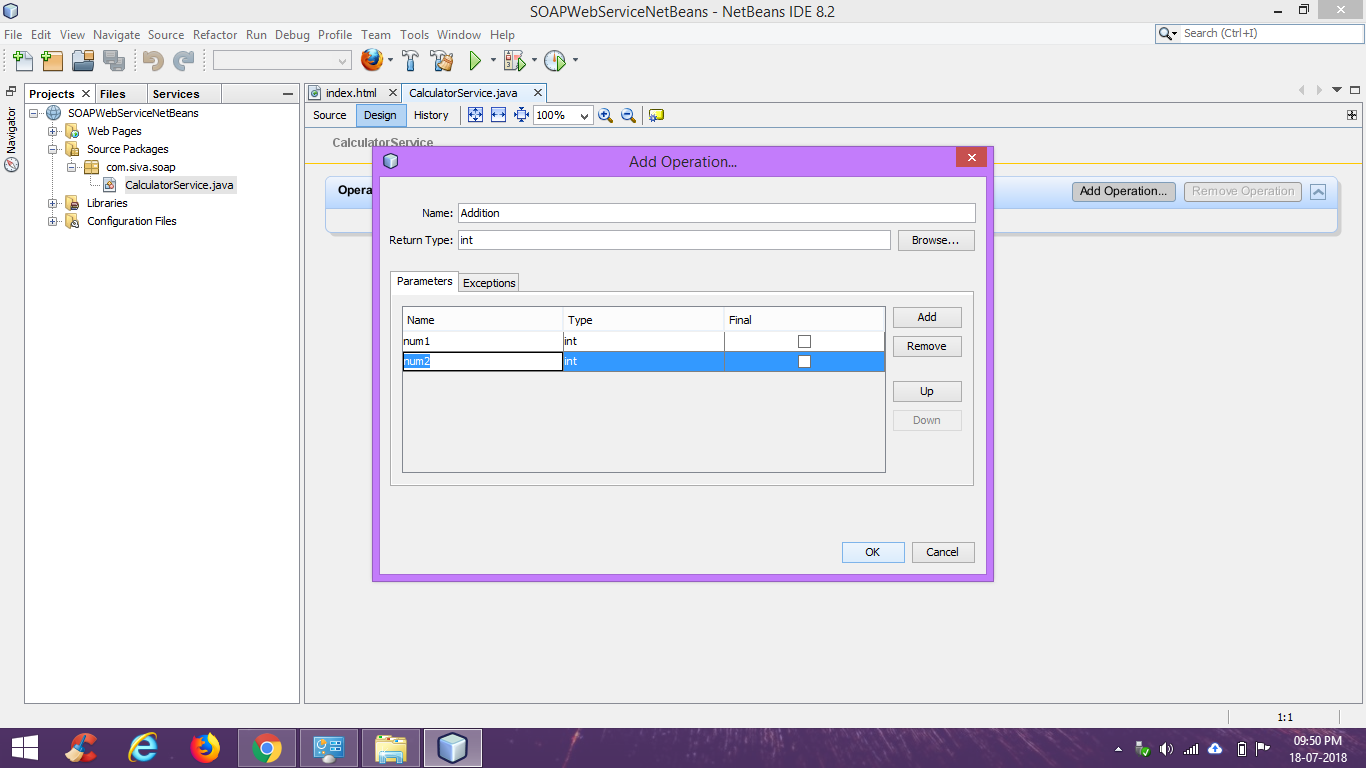 SOAPWebServiceNetBeans - NetBeans IDE 8.2
File Edit View Navigate Source Refactor Run Debug Profile Team Tools Window Help
Search (Ctrl+I)
Projects Files Services
index.html CalculatorService.java
Navigator
SOAPWebServiceNetBeans
Web Pages
Source Packages
com.siva.soap
CalculatorService.java
Libraries
Configuration Files
Source Design History 100%
CalculatorService
Opera
Add Operation... Remove Operation
Add Operation...
Name: Addition
Return Type: int Browse...
Parameters Exceptions
Name Type Final
num1 int
num2 int
Add
Remove
Up
Down
OK Cancel
1:1
09:50 PM
18-07-2018